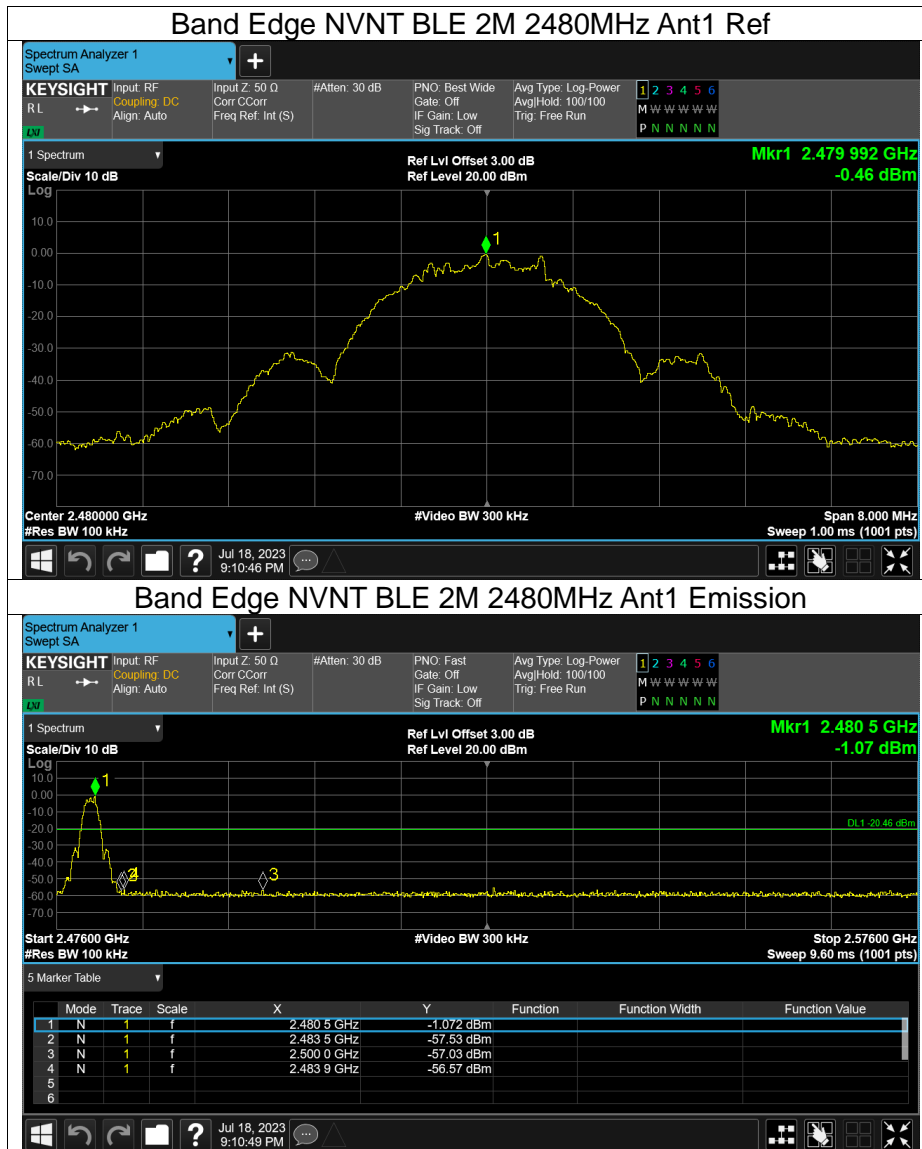 Band Edge NVNT BLE 2M 2480MHz Ant1 Ref
Spectrum Analyzer 1
Swept SA
+
KEYSIGHT Input: RF Input Z: 50 Ω #Atten: 30 dB PNO: Best Wide Avg Type: Log-Power 1 2 3 4 5 6
RL Coupling: DC Corr CCorr Gate: Off Avg|Hold: 100/100 M W W W W W
Align: Auto Freq Ref: Int (S) IF Gain: Low Trig: Free Run
LXI Sig Track: Off P N N N N N
1 Spectrum Ref Lvl Offset 3.00 dB Mkr1 2.479 992 GHz
Scale/Div 10 dB Ref Level 20.00 dBm -0.46 dBm
Log
10.0
1
0.00
-10.0
-20.0
-30.0
-40.0
-50.0
-60.0
-70.0
Center 2.480000 GHz #Video BW 300 kHz Span 8.000 MHz
#Res BW 100 kHz Sweep 1.00 ms (1001 pts)
? Jul 18, 2023
9:10:46 PM
Band Edge NVNT BLE 2M 2480MHz Ant1 Emission
Spectrum Analyzer 1
Swept SA
+
KEYSIGHT Input: RF Input Z: 50 Ω #Atten: 30 dB PNO: Fast Avg Type: Log-Power 1 2 3 4 5 6
RL Coupling: DC Corr CCorr Gate: Off Avg|Hold: 100/100 M W W W W W
Align: Auto Freq Ref: Int (S) IF Gain: Low Trig: Free Run
LXI Sig Track: Off P N N N N N
1 Spectrum Ref Lvl Offset 3.00 dB Mkr1 2.480 5 GHz
Scale/Div 10 dB Ref Level 20.00 dBm -1.07 dBm
Log
10.0 1
0.00
-10.0
-20.0 DL1 -20.46 dBm
-30.0
-40.0
-50.0 2 4 3
-60.0
-70.0
Start 2.47600 GHz #Video BW 300 kHz Stop 2.57600 GHz
#Res BW 100 kHz Sweep 9.60 ms (1001 pts)
5 Marker Table
Mode Trace Scale X Y Function Function Width Function Value
1 N 1 f 2.480 5 GHz -1.072 dBm
2 N 1 f 2.483 5 GHz -57.53 dBm
3 N 1 f 2.500 0 GHz -57.03 dBm
4 N 1 f 2.483 9 GHz -56.57 dBm
5
6
? Jul 18, 2023
9:10:49 PM